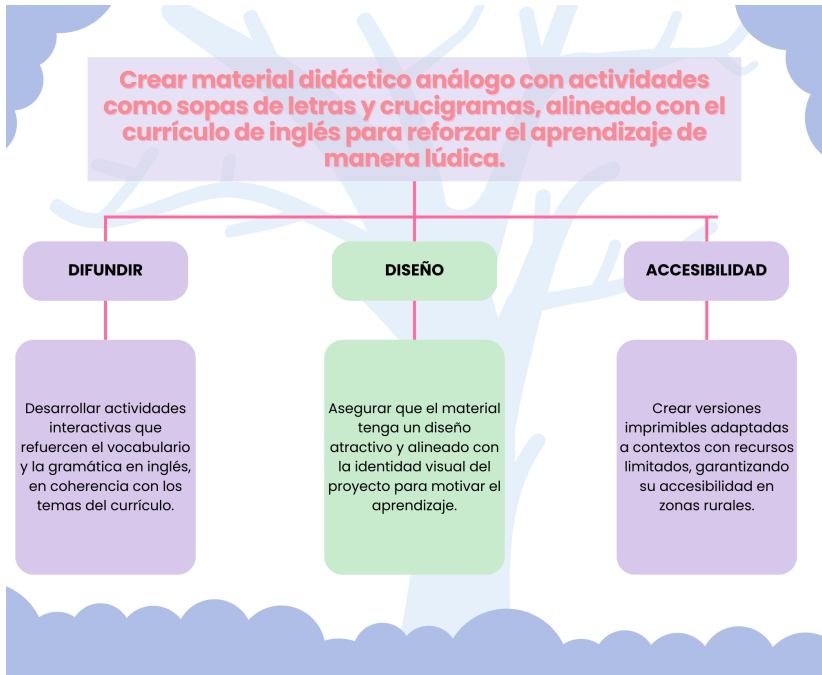 Crear material didáctico análogo con actividades
como sopas de letras y crucigramas, alineado con el
currículo de inglés para reforzar el aprendizaje de
manera lúdica.
DIFUNDIR
DISEÑO
ACCESIBILIDAD
Desarrollar actividades
interactivas que
refuercen el vocabulario
y la gramática en inglés,
en coherencia con los
temas del currículo.
Asegurar que el material
tenga un diseño
atractivo y alineado con
la identidad visual del
proyecto para motivar el
aprendizaje.
Crear versiones
imprimibles adaptadas
a contextos con recursos
limitados, garantizando
su accesibilidad en
zonas rurales.